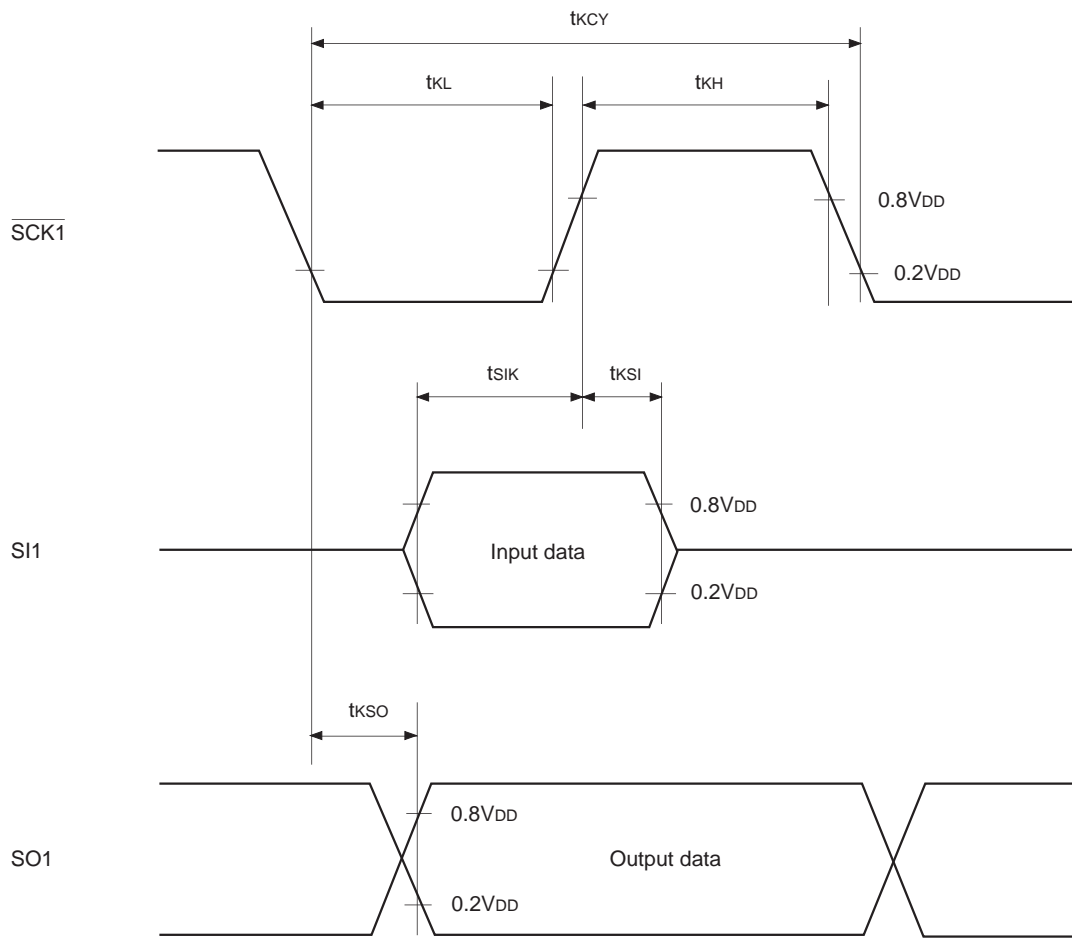 tKCY
tKL
tKH
0.8VDD
SCK1
0.2VDD
tSIK
tKSI
0.8VDD
SI1
Input data
0.2VDD
tKSO
0.8VDD
SO1
Output data
0.2VDD